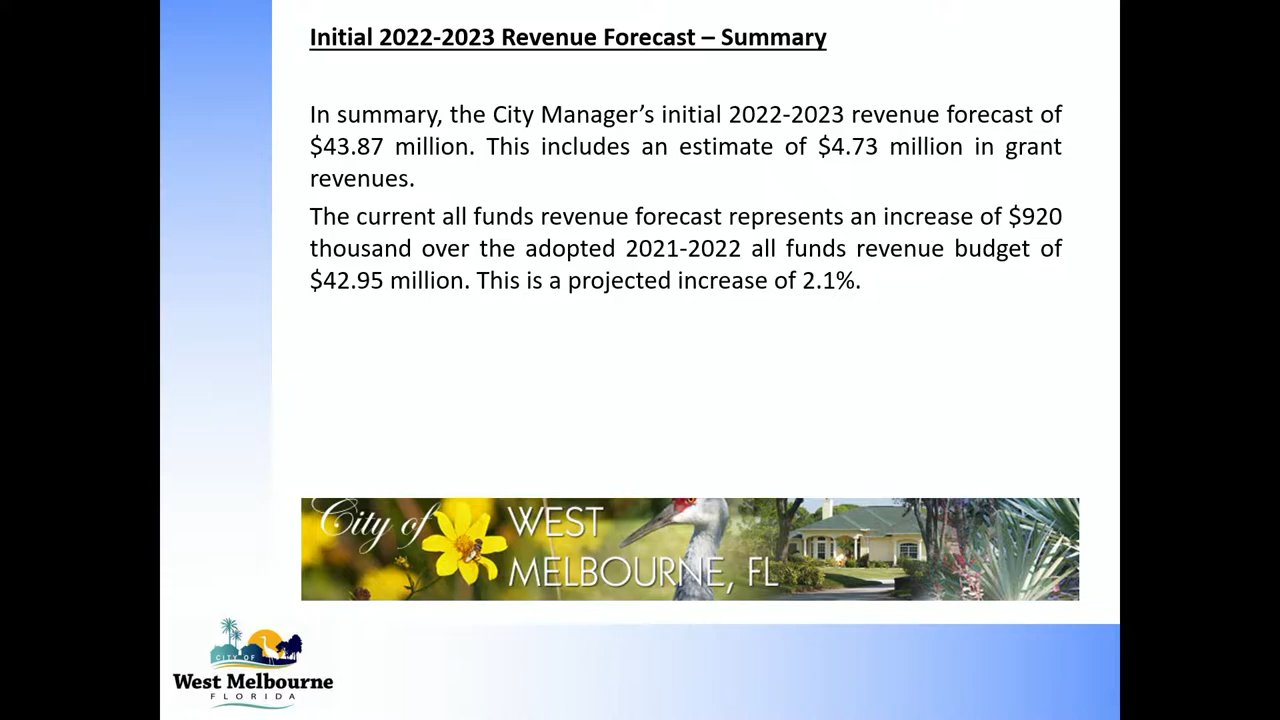 Initial 2022-2023 Revenue Forecast – Summary
In summary, the City Manager’s initial 2022-2023 revenue forecast of
$43.87 million. This includes an estimate of $4.73 million in grant
revenues.
The current all funds revenue forecast represents an increase of $920
thousand over the adopted 2021-2022 all funds revenue budget of
$42.95 million. This is a projected increase of 2.1%.
City of WEST
MELBOURNE, FL
CITY OF
West Melbourne
FLORIDA